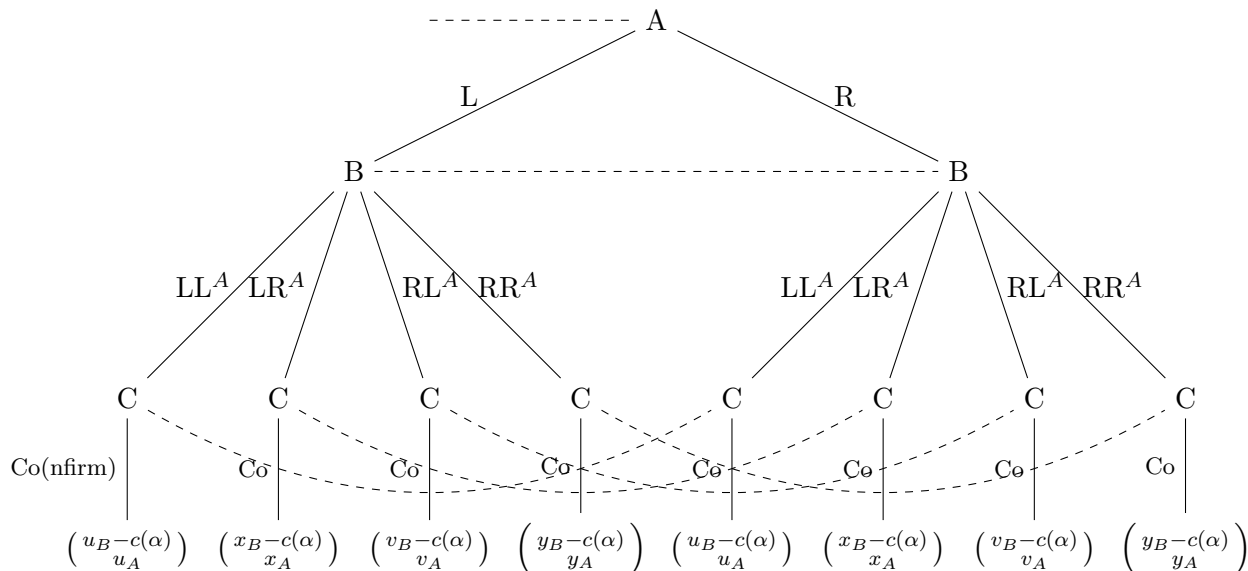 A
L R
B B
LL^A LR^A RL^A RR^A LL^A LR^A RL^A RR^A
C C C C C C C C
Co(nfirm) Co Co Co Co Co Co Co
(u_B−c(α) u_A) (x_B−c(α) x_A) (v_B−c(α) v_A) (y_B−c(α) y_A) (u_B−c(α) u_A) (x_B−c(α) x_A) (v_B−c(α) v_A) (y_B−c(α) y_A)